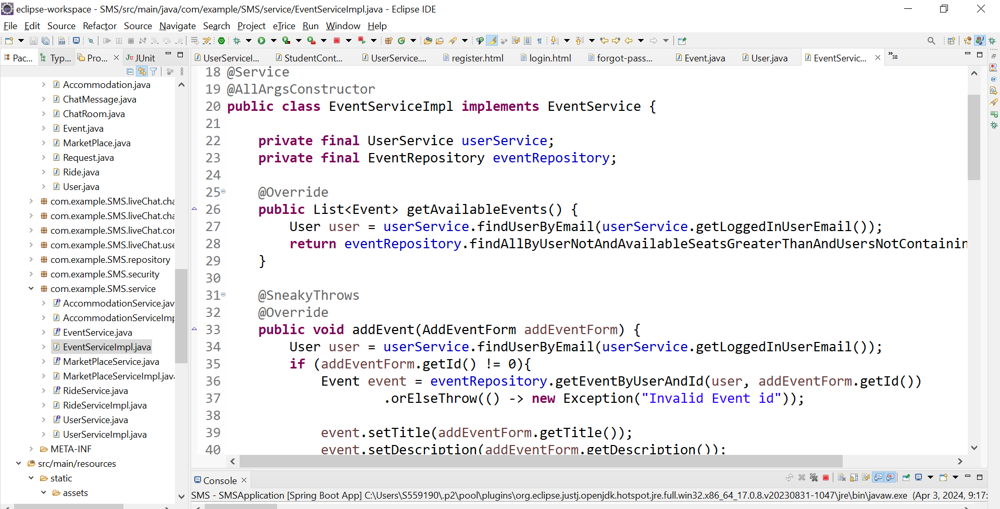 eclipse-workspace - SMS/src/main/java/com/example/SMS/service/EventServiceImpl.java - Eclipse IDE
File Edit Source Refactor Source Navigate Search Project eTrice Run Window Help
Pac... Typ... Pro... JUnit
UserServiceI... StudentCont... UserService.... register.html login.html forgot-pass... Event.java User.java EventServic... »38
Accommodation.java
ChatMessage.java
ChatRoom.java
Event.java
MarketPlace.java
Request.java
Ride.java
User.java
com.example.SMS.liveChat.cha
com.example.SMS.liveChat.cha
com.example.SMS.liveChat.cor
com.example.SMS.liveChat.use
com.example.SMS.repository
com.example.SMS.security
com.example.SMS.service
AccommodationService.jav
AccommodationServiceImp
EventService.java
EventServiceImpl.java
MarketPlaceService.java
MarketPlaceServiceImpl.java
RideService.java
RideServiceImpl.java
UserService.java
UserServiceImpl.java
META-INF
src/main/resources
static
assets
18 @Service
19 @AllArgsConstructor
20 public class EventServiceImpl implements EventService {
21
22 private final UserService userService;
23 private final EventRepository eventRepository;
24
25 @Override
26 public List<Event> getAvailableEvents() {
27 User user = userService.findUserByEmail(userService.getLoggedInUserEmail());
28 return eventRepository.findAllByUserNotAndAvailableSeatsGreaterThanAndUsersNotContainin
29 }
30
31 @SneakyThrows
32 @Override
33 public void addEvent(AddEventForm addEventForm) {
34 User user = userService.findUserByEmail(userService.getLoggedInUserEmail());
35 if (addEventForm.getId() != 0){
36 Event event = eventRepository.getEventByUserAndId(user, addEventForm.getId())
37 .orElseThrow(() -> new Exception("Invalid Event id"));
38
39 event.setTitle(addEventForm.getTitle());
40 event.setDescription(addEventForm.getDescription());
Console
SMS - SMSApplication [Spring Boot App] C:\Users\S559190\.p2\pool\plugins\org.eclipse.justj.openjdk.hotspot.jre.full.win32.x86_64_17.0.8.v20230831-1047\jre\bin\javaw.exe (Apr 3, 2024, 9:17: